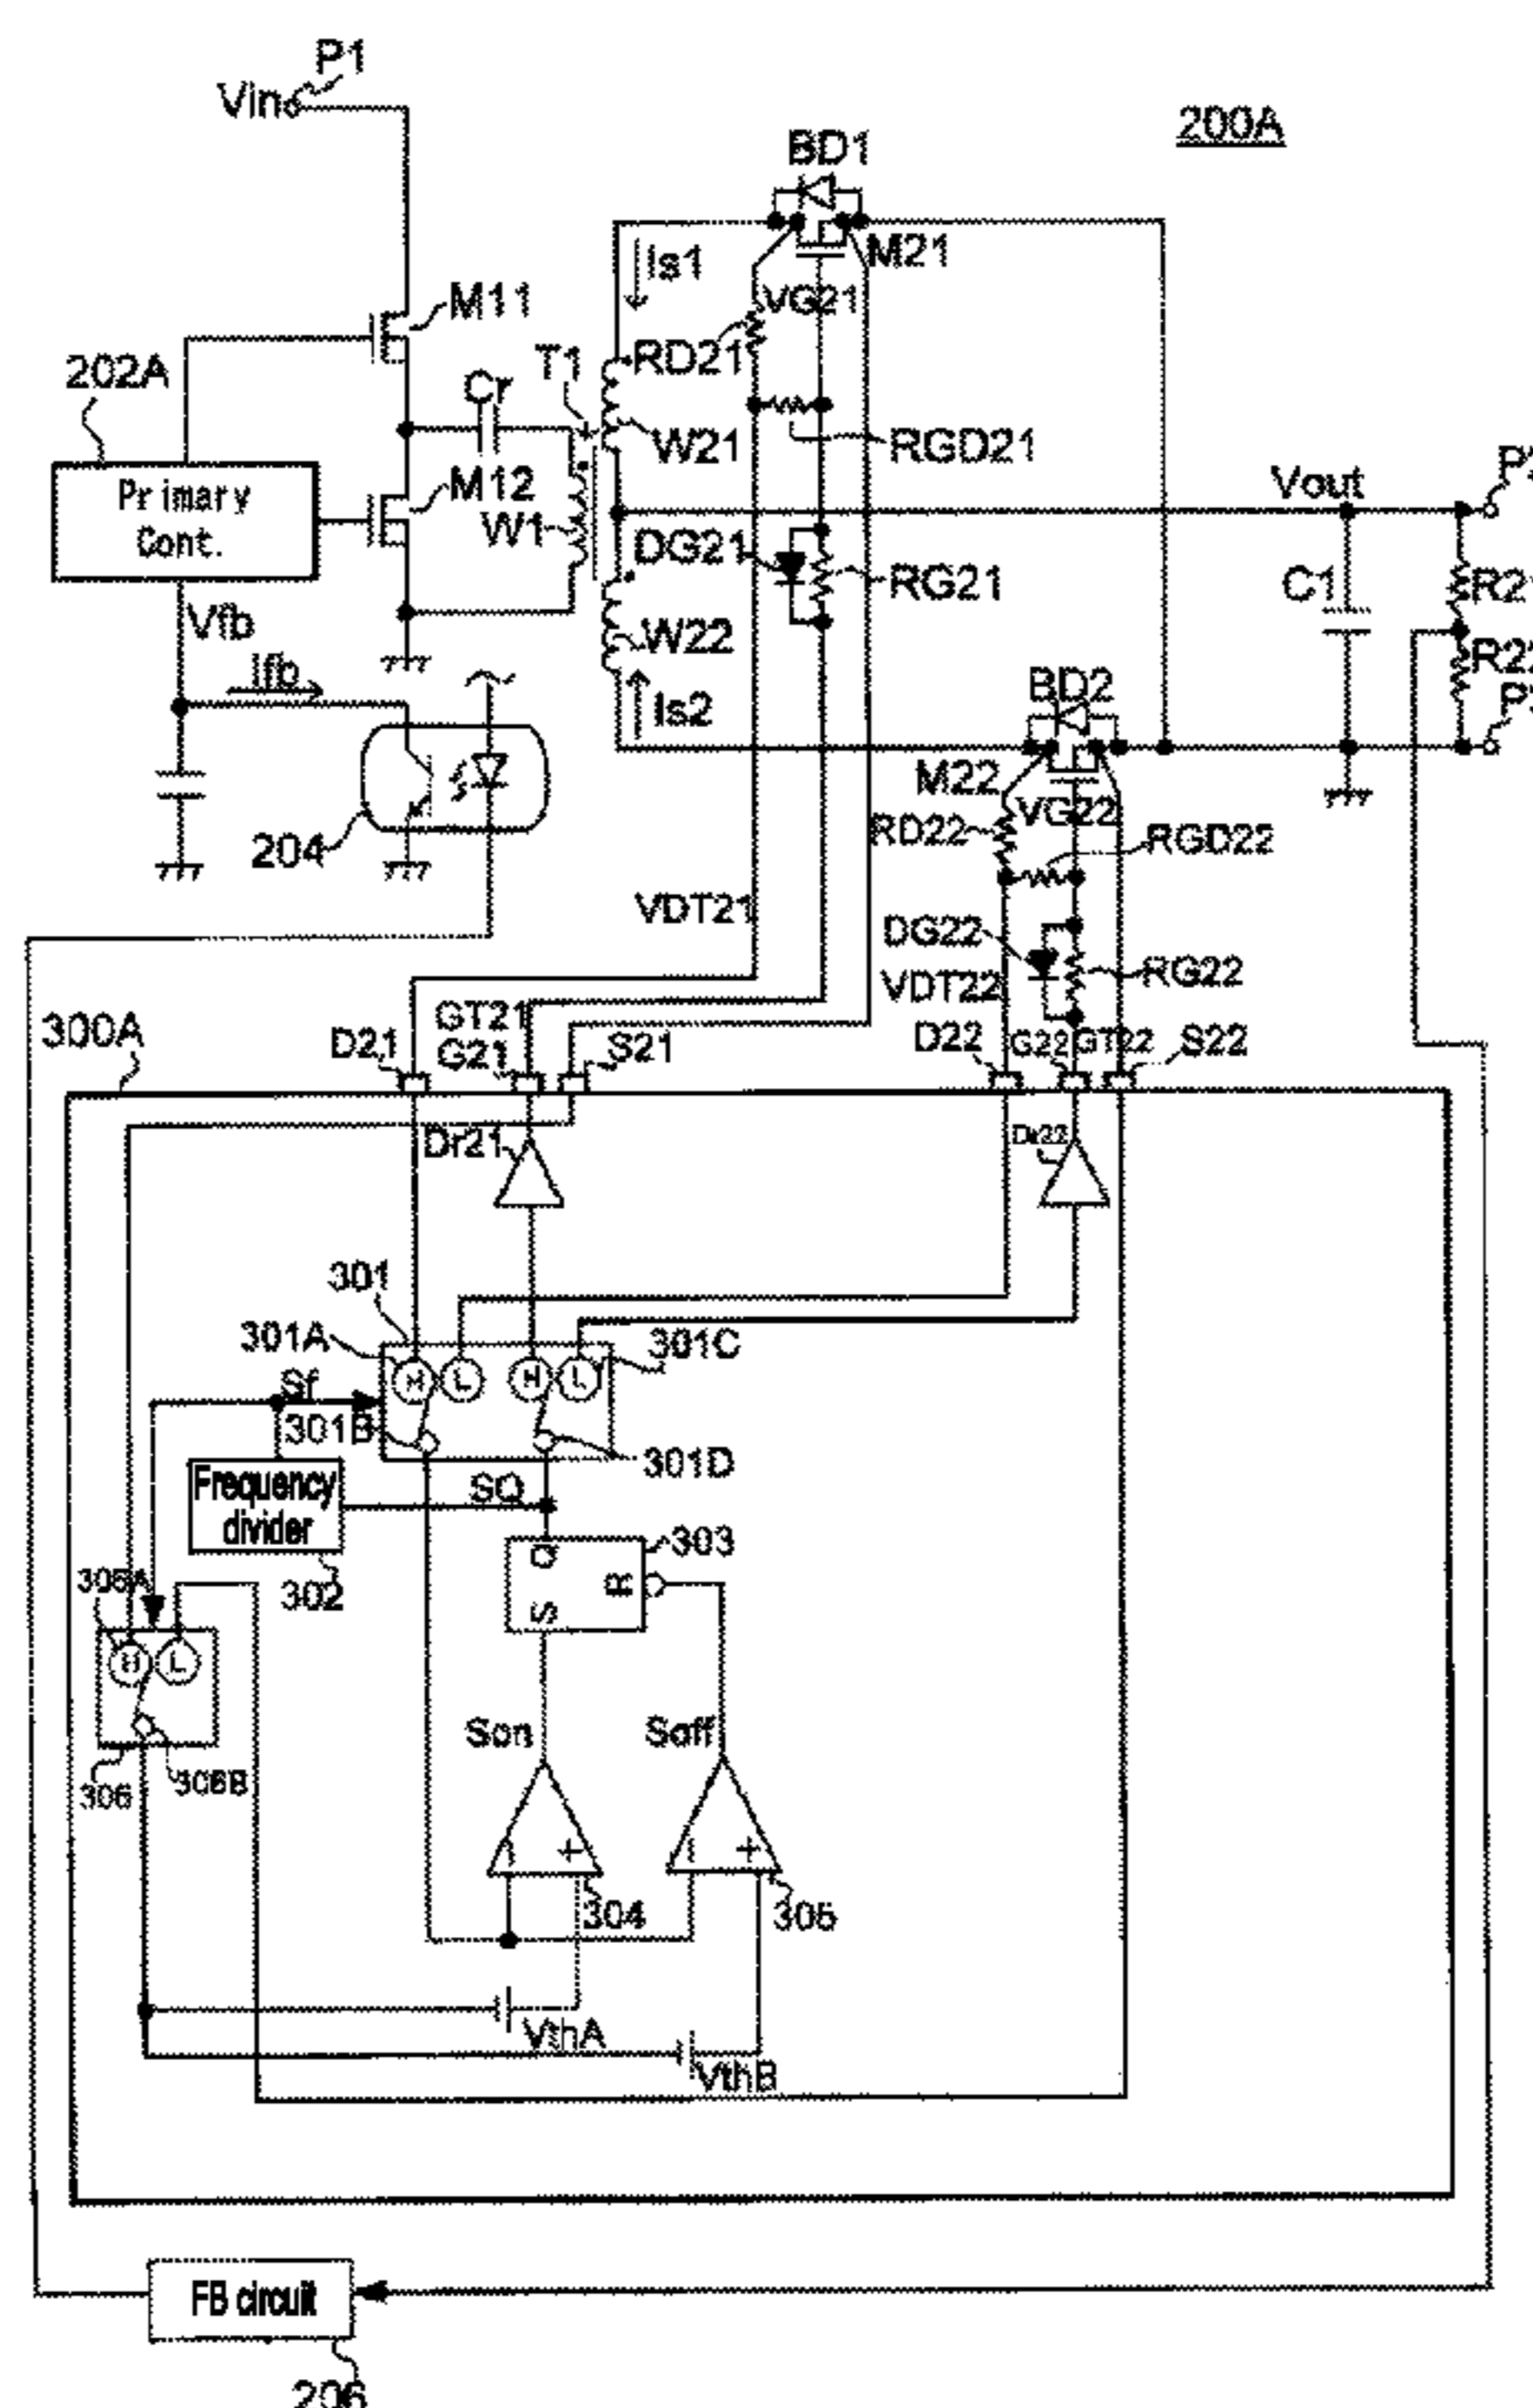 P1
Vin
200A
BD1
Is1
M21
VG21
M11
RD21
202A
Cr
T1
W21
RGD21
Vout
M12
Primary
Cont.
W1
DG21
RG21
C1
Vfb
W22
Ifb
Is2
BD2
M22
VG22
RD22
RGD22
204
VDT21
DG22
RG22
VDT22
300A
GT21
D21
G21
S21
D22
G22
GT22
S22
Dr21
Dr22
301
301A
H
L
H
L
301C
Sf
301B
301D
Frequency
divider
SQ
303
Q
R
S
302
H
L
306
306B
Son
Soff
−
+
−
+
304
305
VthA
VthB
FB circuit
206